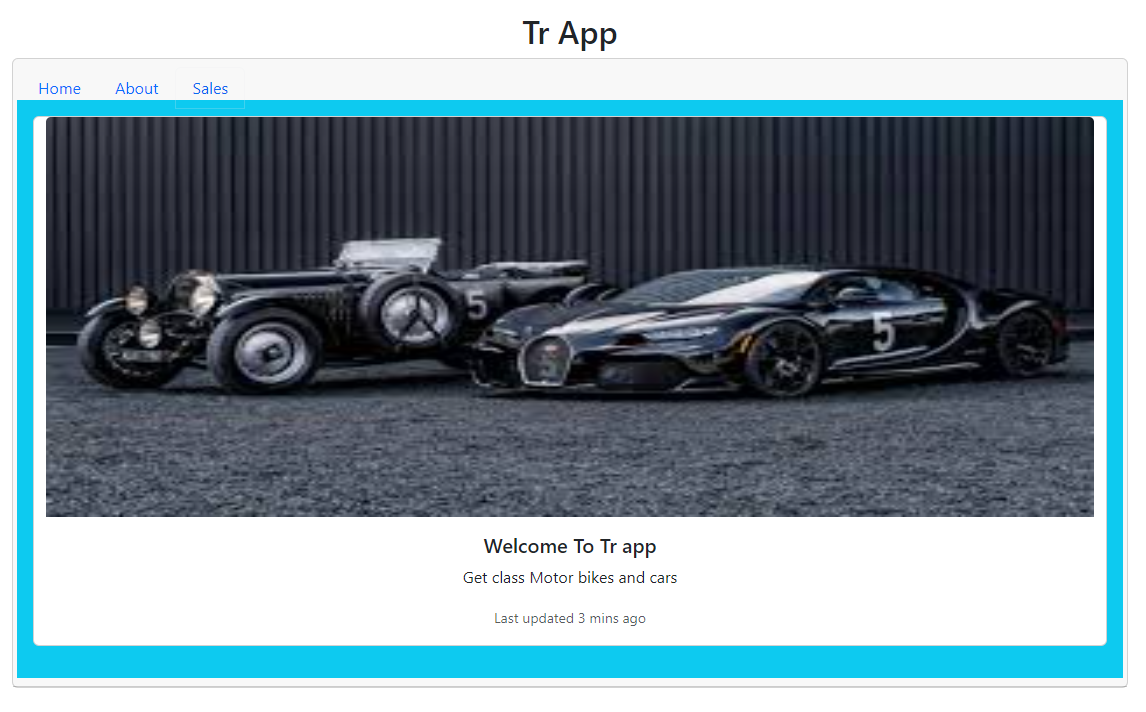 Tr App
Home About Sales
5
5
Welcome To Tr app
Get class Motor bikes and cars
Last updated 3 mins ago